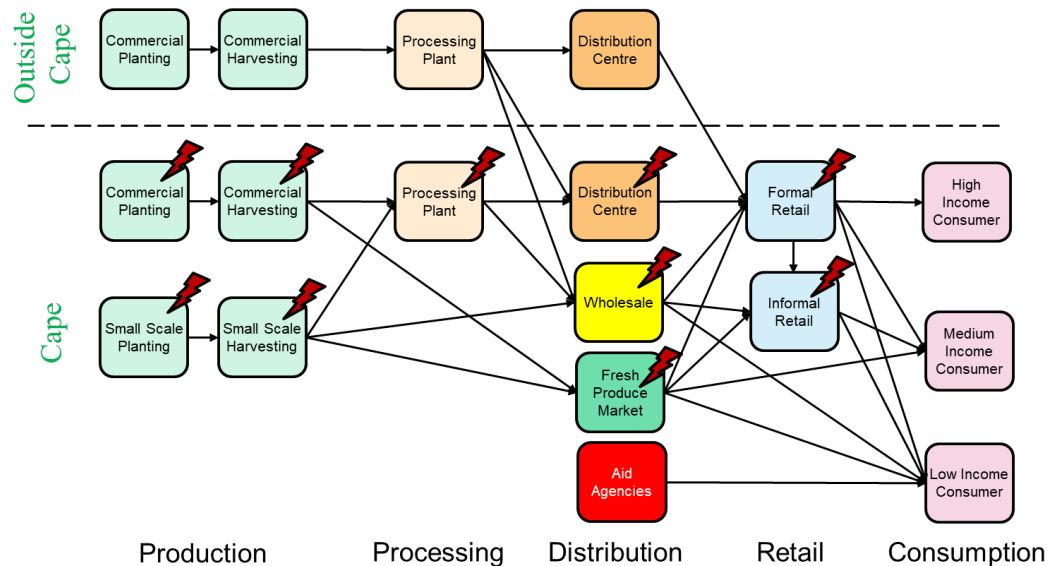 Outside
Cape
Commercial
Planting
Commercial
Harvesting
Processing
Plant
Distribution
Centre
Cape
Commercial
Planting
Commercial
Harvesting
Processing
Plant
Distribution
Centre
Formal
Retail
High
Income
Consumer
Small Scale
Planting
Small Scale
Harvesting
Wholesale
Informal
Retail
Medium
Income
Consumer
Fresh
Produce
Market
Aid
Agencies
Low Income
Consumer
Production
Processing
Distribution
Retail
Consumption